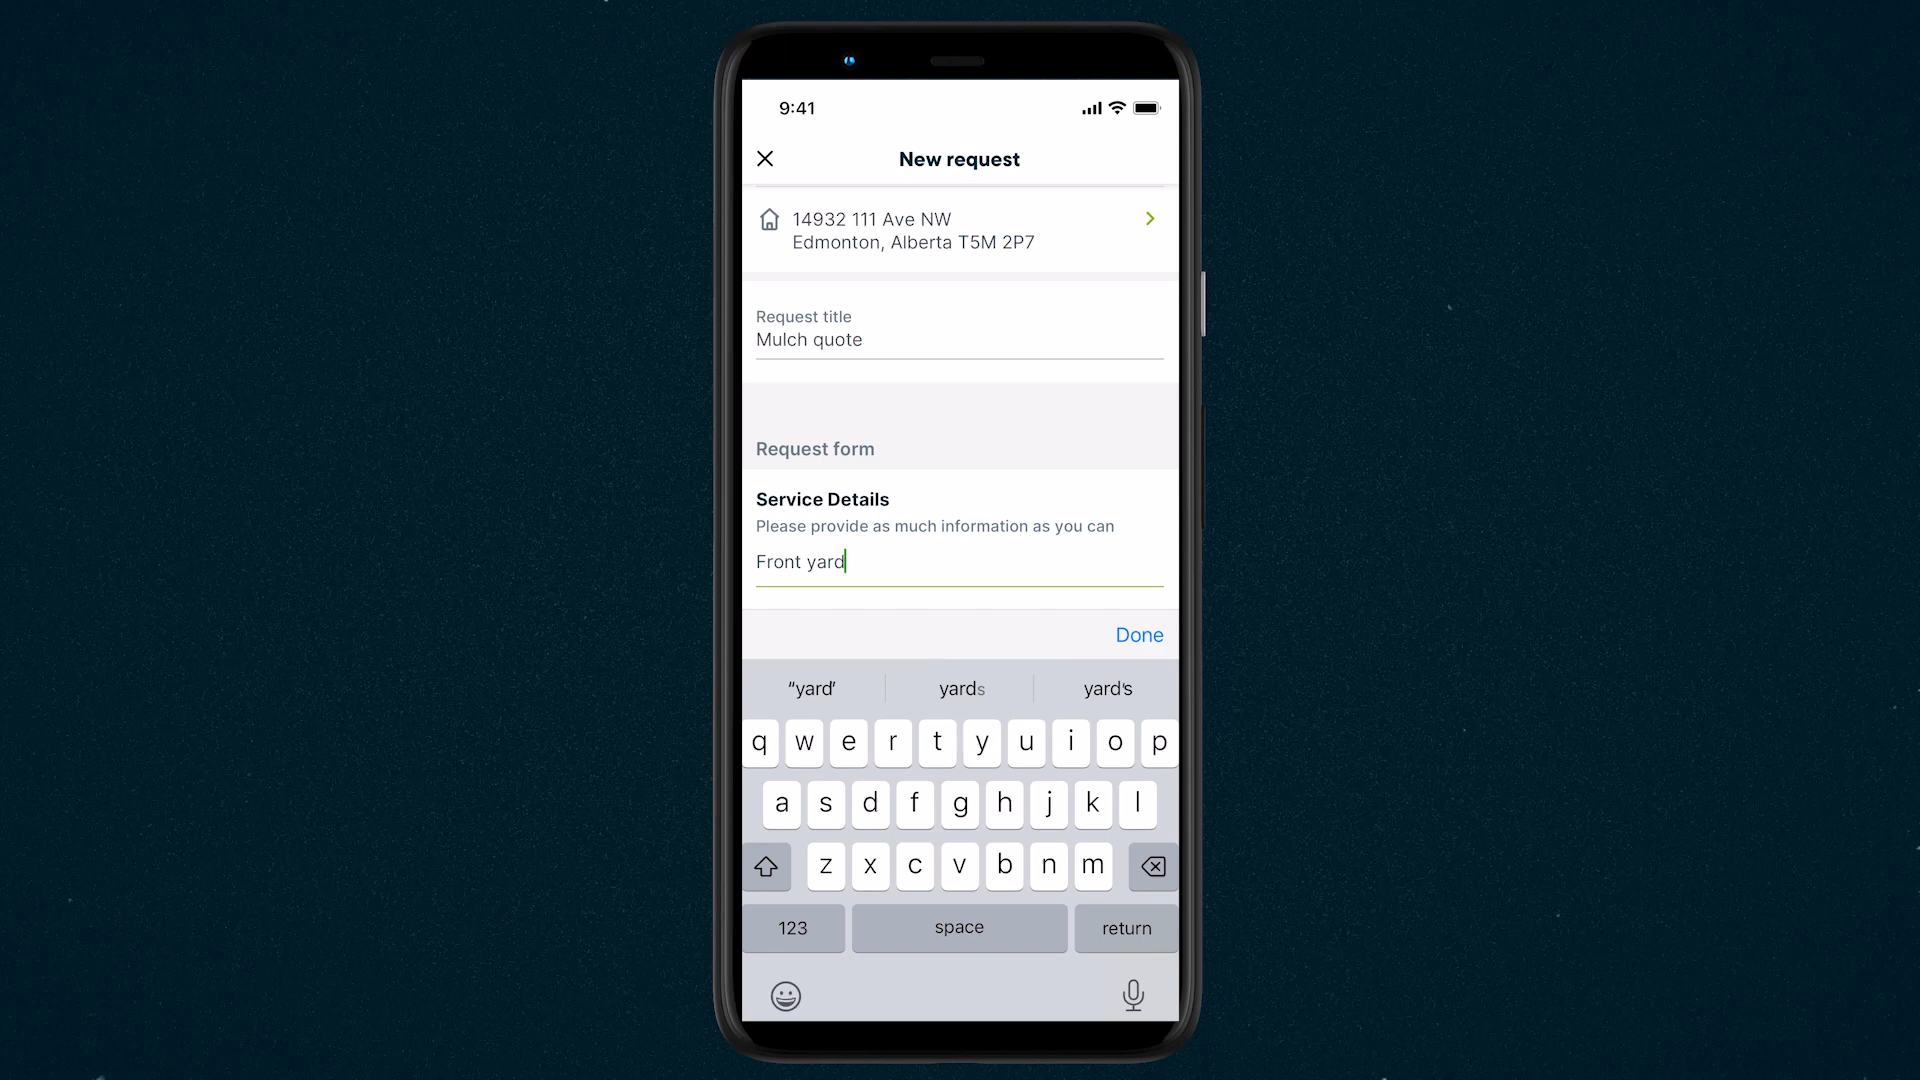 9:41
New request
14932 111 Ave NW
Edmonton, Alberta T5M 2P7
Request title
Mulch quote
Request form
Service Details
Please provide as much information as you can
Front yard
Done
“yard” yards yard's
q w e r t y u i o p
a s d f g h j k l
z x c v b n m
123 space return